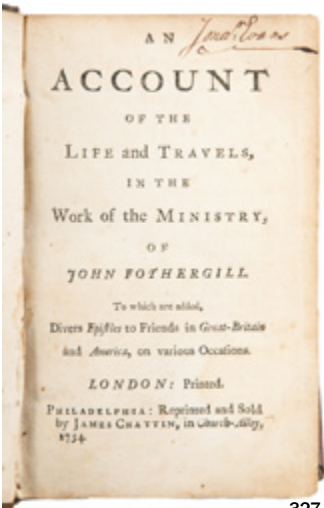 Jonaⁿ Evans
AN
ACCOUNT
OF THE
LIFE and TRAVELS,
IN THE
Work of the MINISTRY,
OF
JOHN FOTHERGILL.
To which are added,
Divers Epistles to Friends in Great-Britain
and America, on various Occasions.
LONDON: Printed.
PHILADELPHIA: Reprinted and Sold
by JAMES CHATTIN, in Church-Alley,
1754.
327